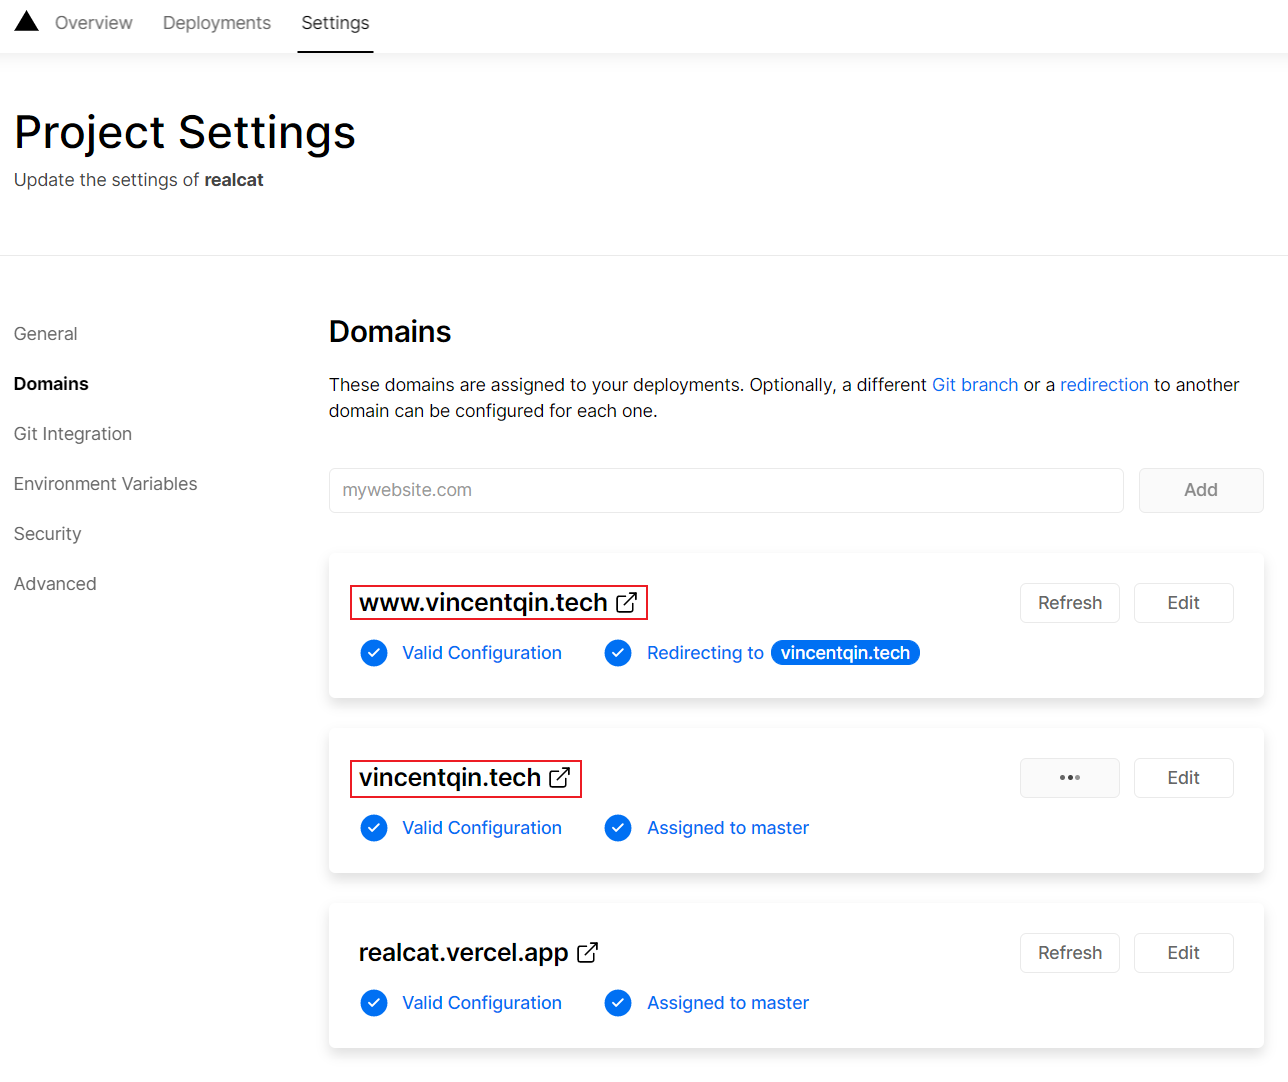 Overview Deployments Settings
Project Settings
Update the settings of realcat
General
Domains
Git Integration
Environment Variables
Security
Advanced
Domains
These domains are assigned to your deployments. Optionally, a different Git branch or a redirection to another
domain can be configured for each one.
mywebsite.com Add
www.vincentqin.tech Refresh Edit
Valid Configuration Redirecting to vincentqin.tech
vincentqin.tech Edit
Valid Configuration Assigned to master
realcat.vercel.app Refresh Edit
Valid Configuration Assigned to master